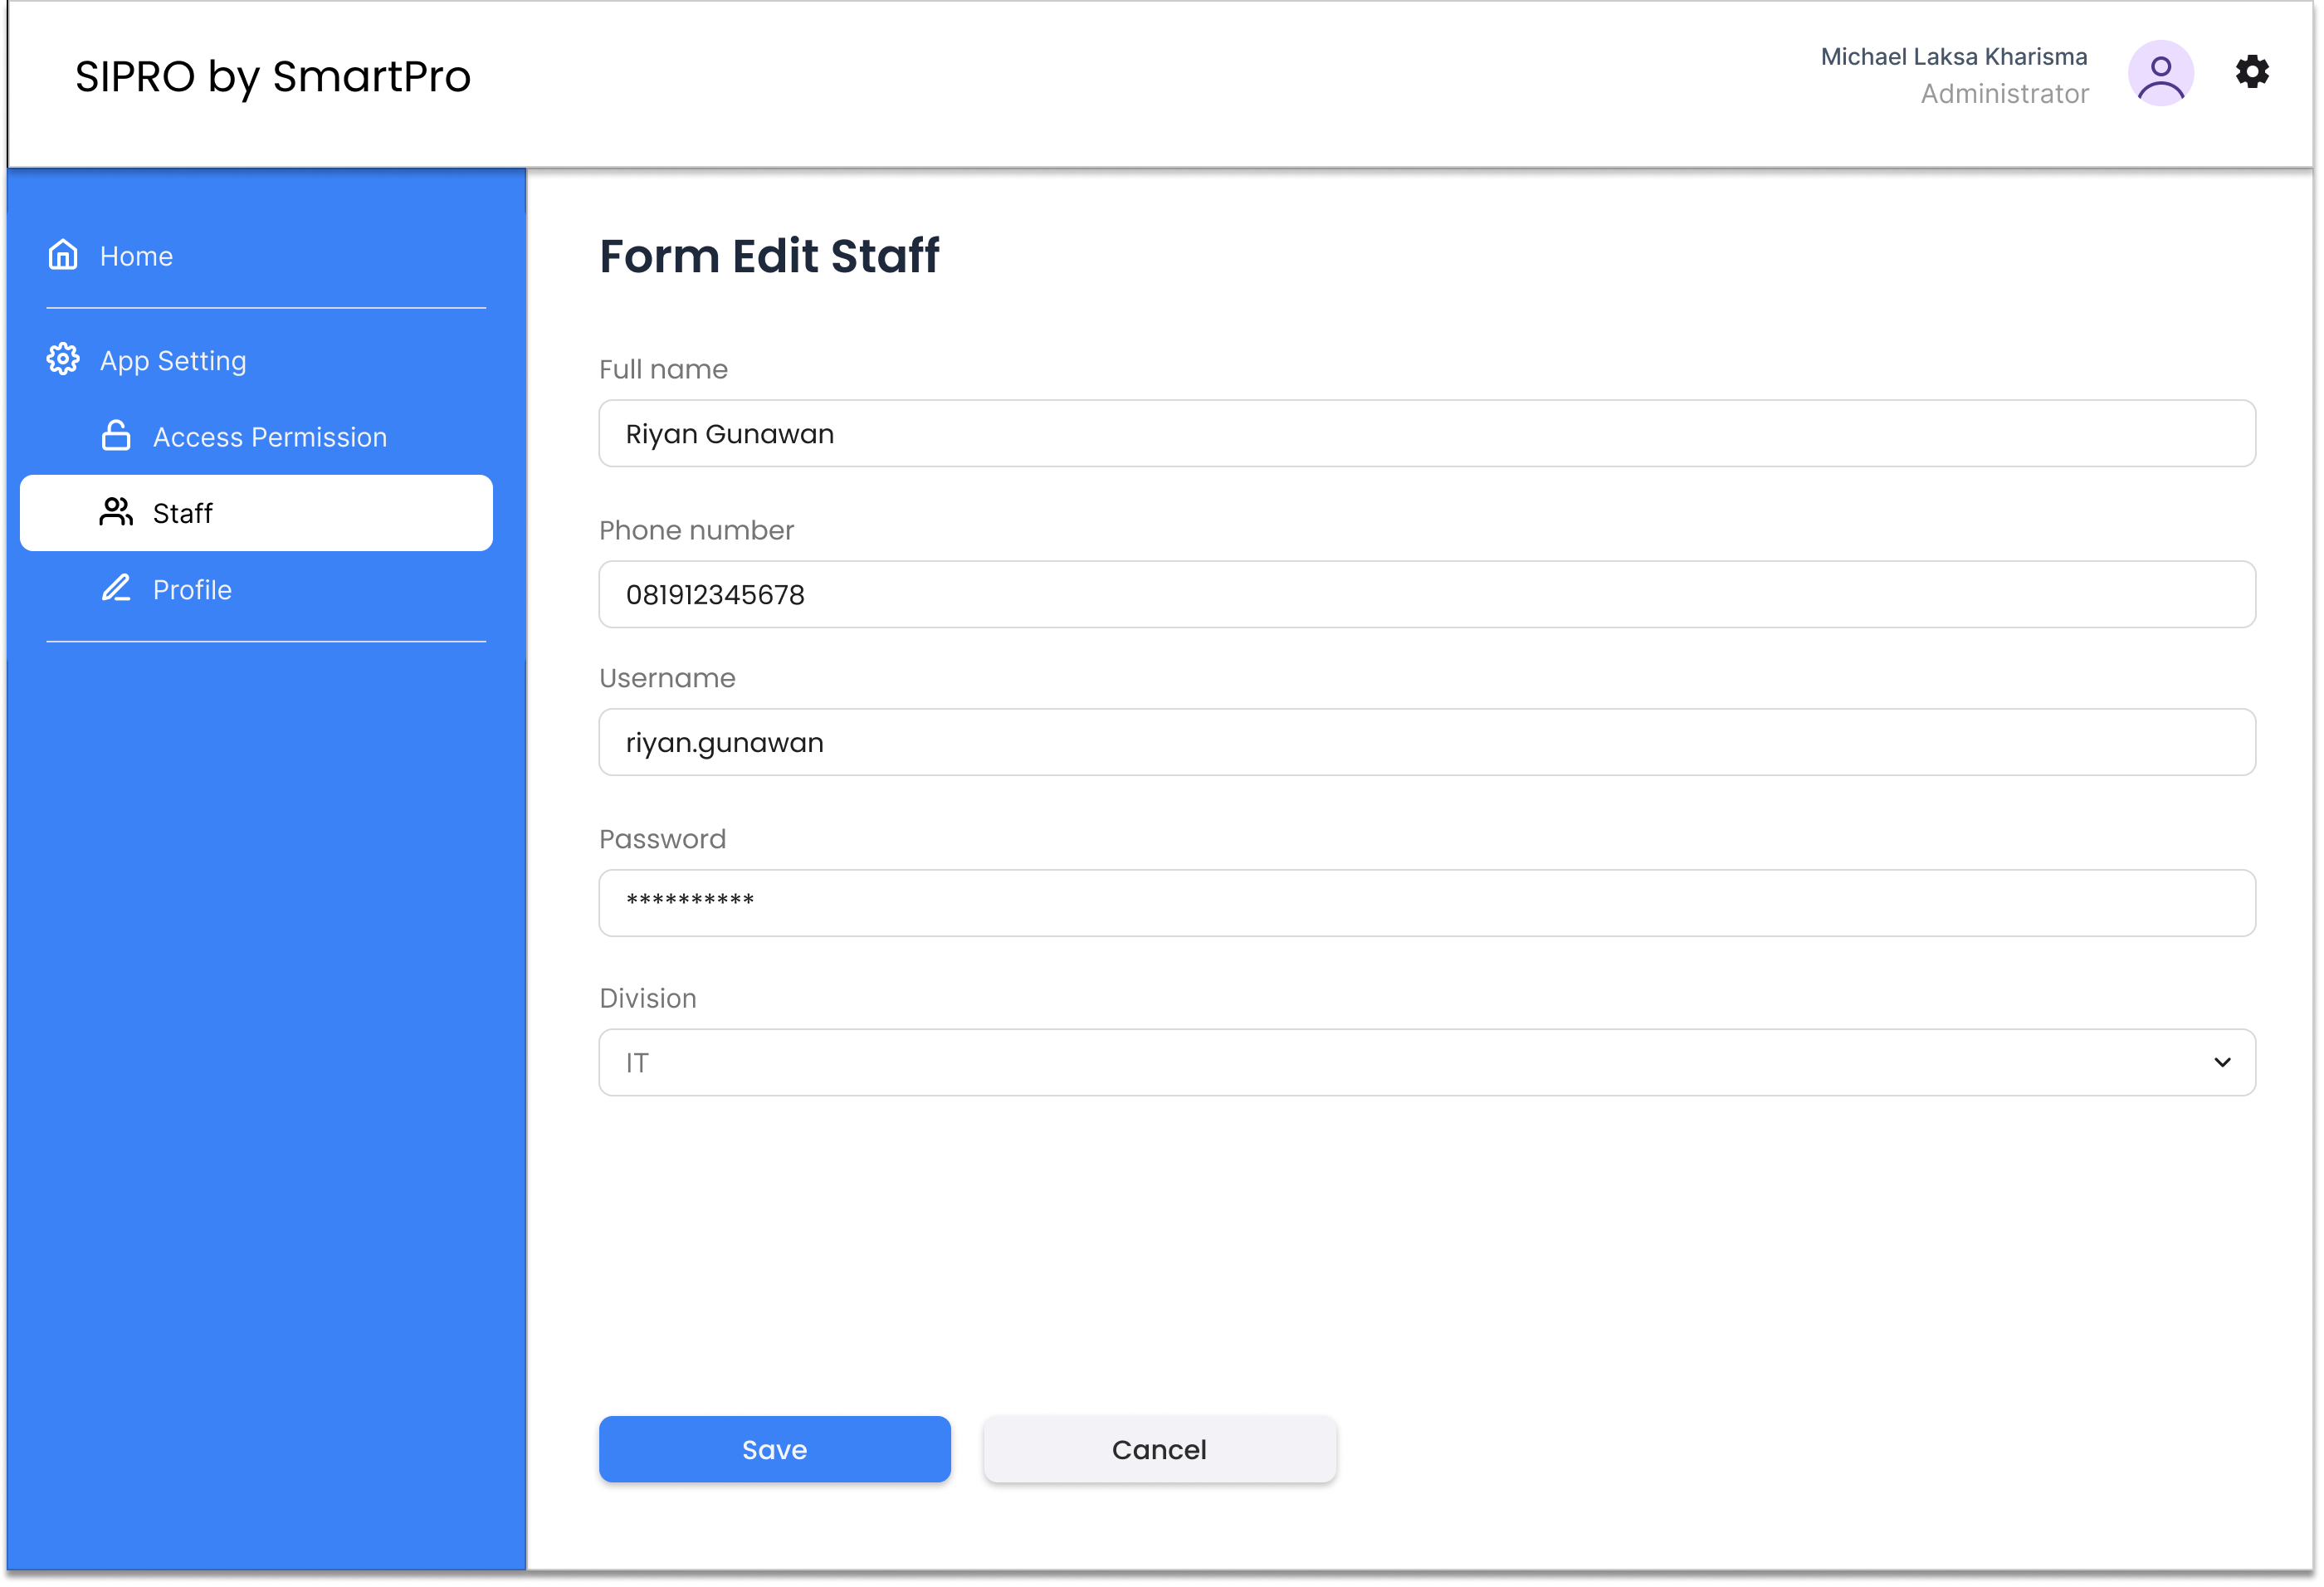 SIPRO by SmartPro
Michael Laksa Kharisma
Administrator
Home
App Setting
Access Permission
Staff
Profile
Form Edit Staff
Full name
Riyan Gunawan
Phone number
081912345678
Username
riyan.gunawan
Password
**********
Division
IT
Save
Cancel